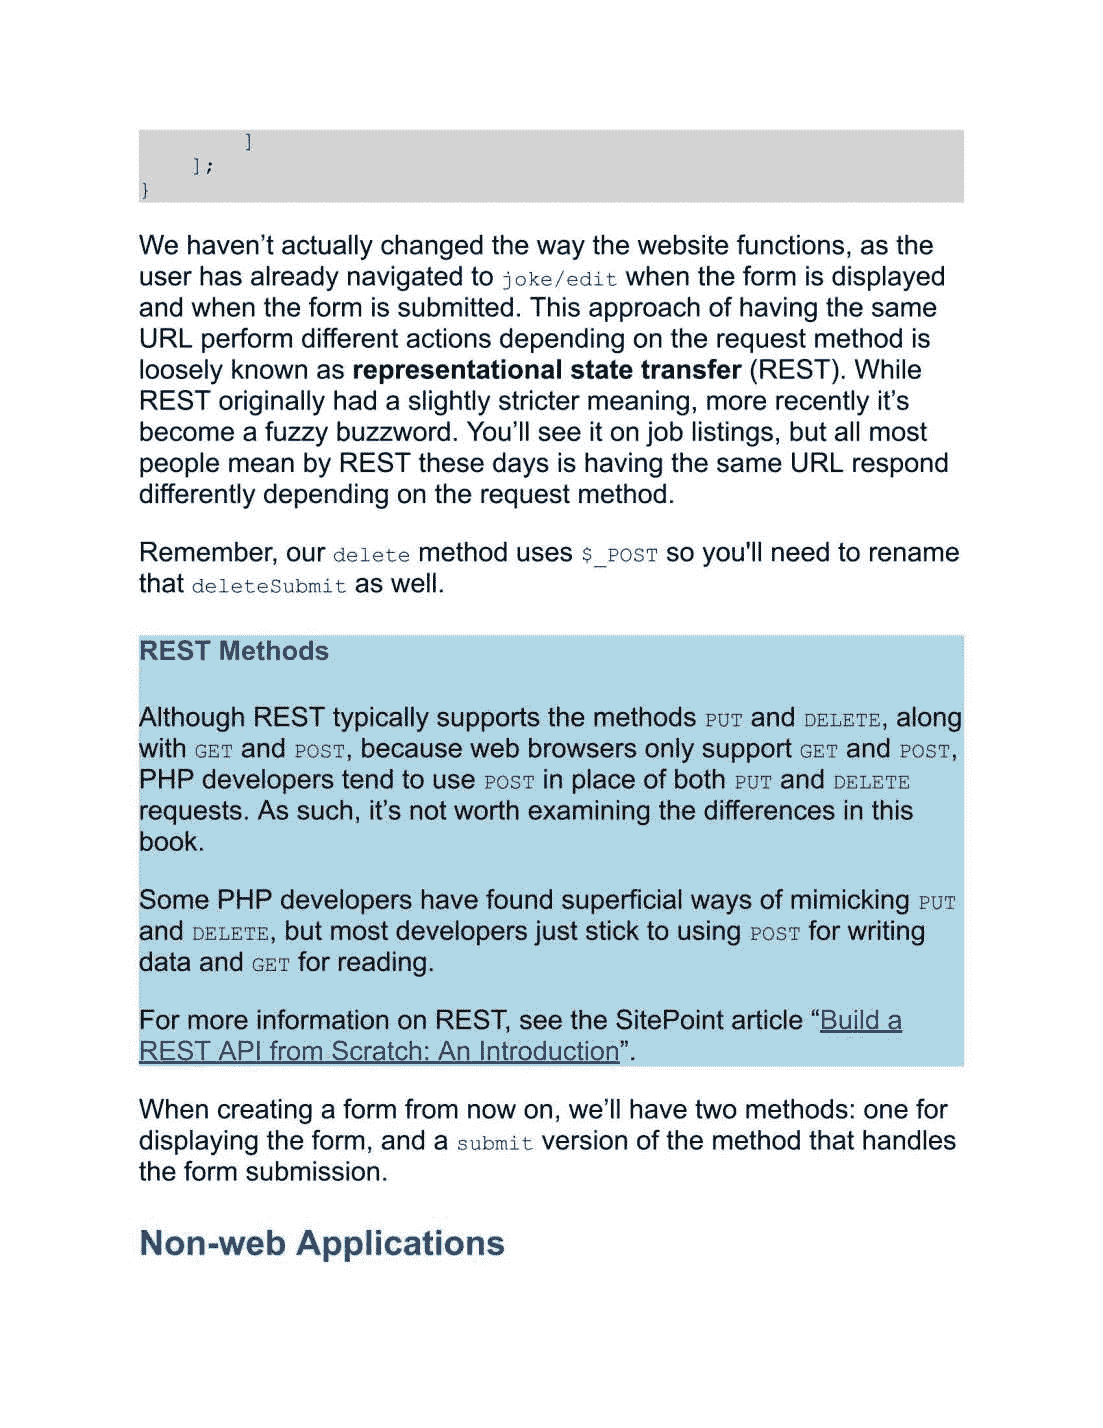 ]
];
}
We haven’t actually changed the way the website functions, as the
user has already navigated to joke/edit when the form is displayed
and when the form is submitted. This approach of having the same
URL perform different actions depending on the request method is
loosely known as representational state transfer (REST). While
REST originally had a slightly stricter meaning, more recently it’s
become a fuzzy buzzword. You’ll see it on job listings, but all most
people mean by REST these days is having the same URL respond
differently depending on the request method.
Remember, our delete method uses $_POST so you'll need to rename
that deleteSubmit as well.
REST Methods
Although REST typically supports the methods PUT and DELETE, along
with GET and POST, because web browsers only support GET and POST,
PHP developers tend to use POST in place of both PUT and DELETE
requests. As such, it’s not worth examining the differences in this
book.
Some PHP developers have found superficial ways of mimicking PUT
and DELETE, but most developers just stick to using POST for writing
data and GET for reading.
For more information on REST, see the SitePoint article “Build a
REST API from Scratch: An Introduction”.
When creating a form from now on, we’ll have two methods: one for
displaying the form, and a submit version of the method that handles
the form submission.
Non-web Applications